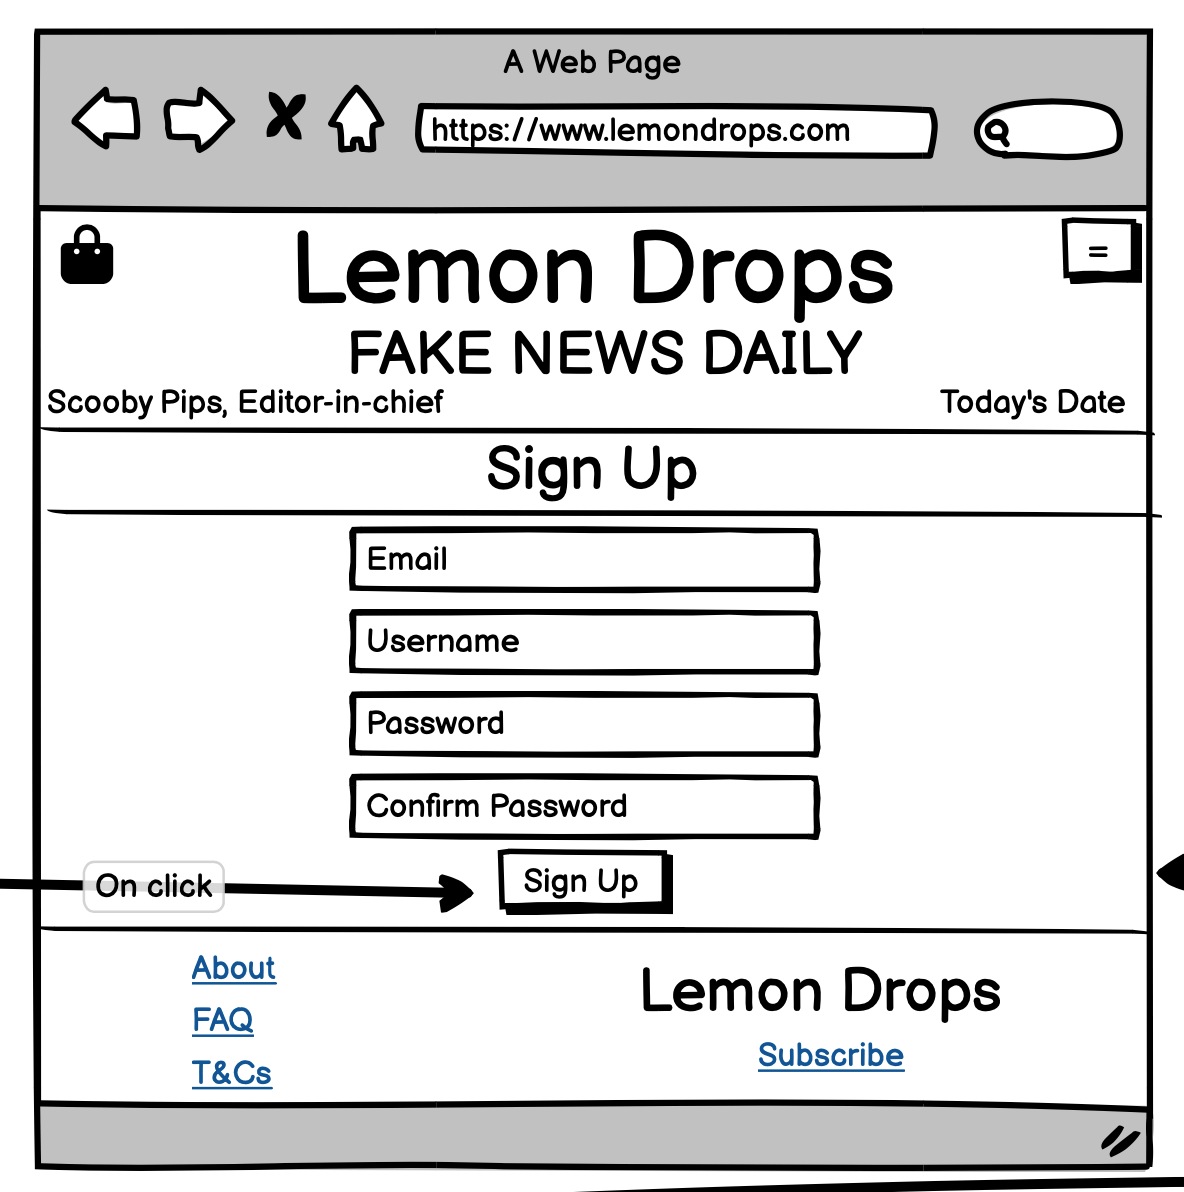 A Web Page
https://www.lemondrops.com
Lemon Drops
=
FAKE NEWS DAILY
Scooby Pips, Editor-in-chief
Today's Date
Sign Up
Email
Username
Password
Confirm Password
On click
Sign Up
About
FAQ
T&Cs
Lemon Drops
Subscribe